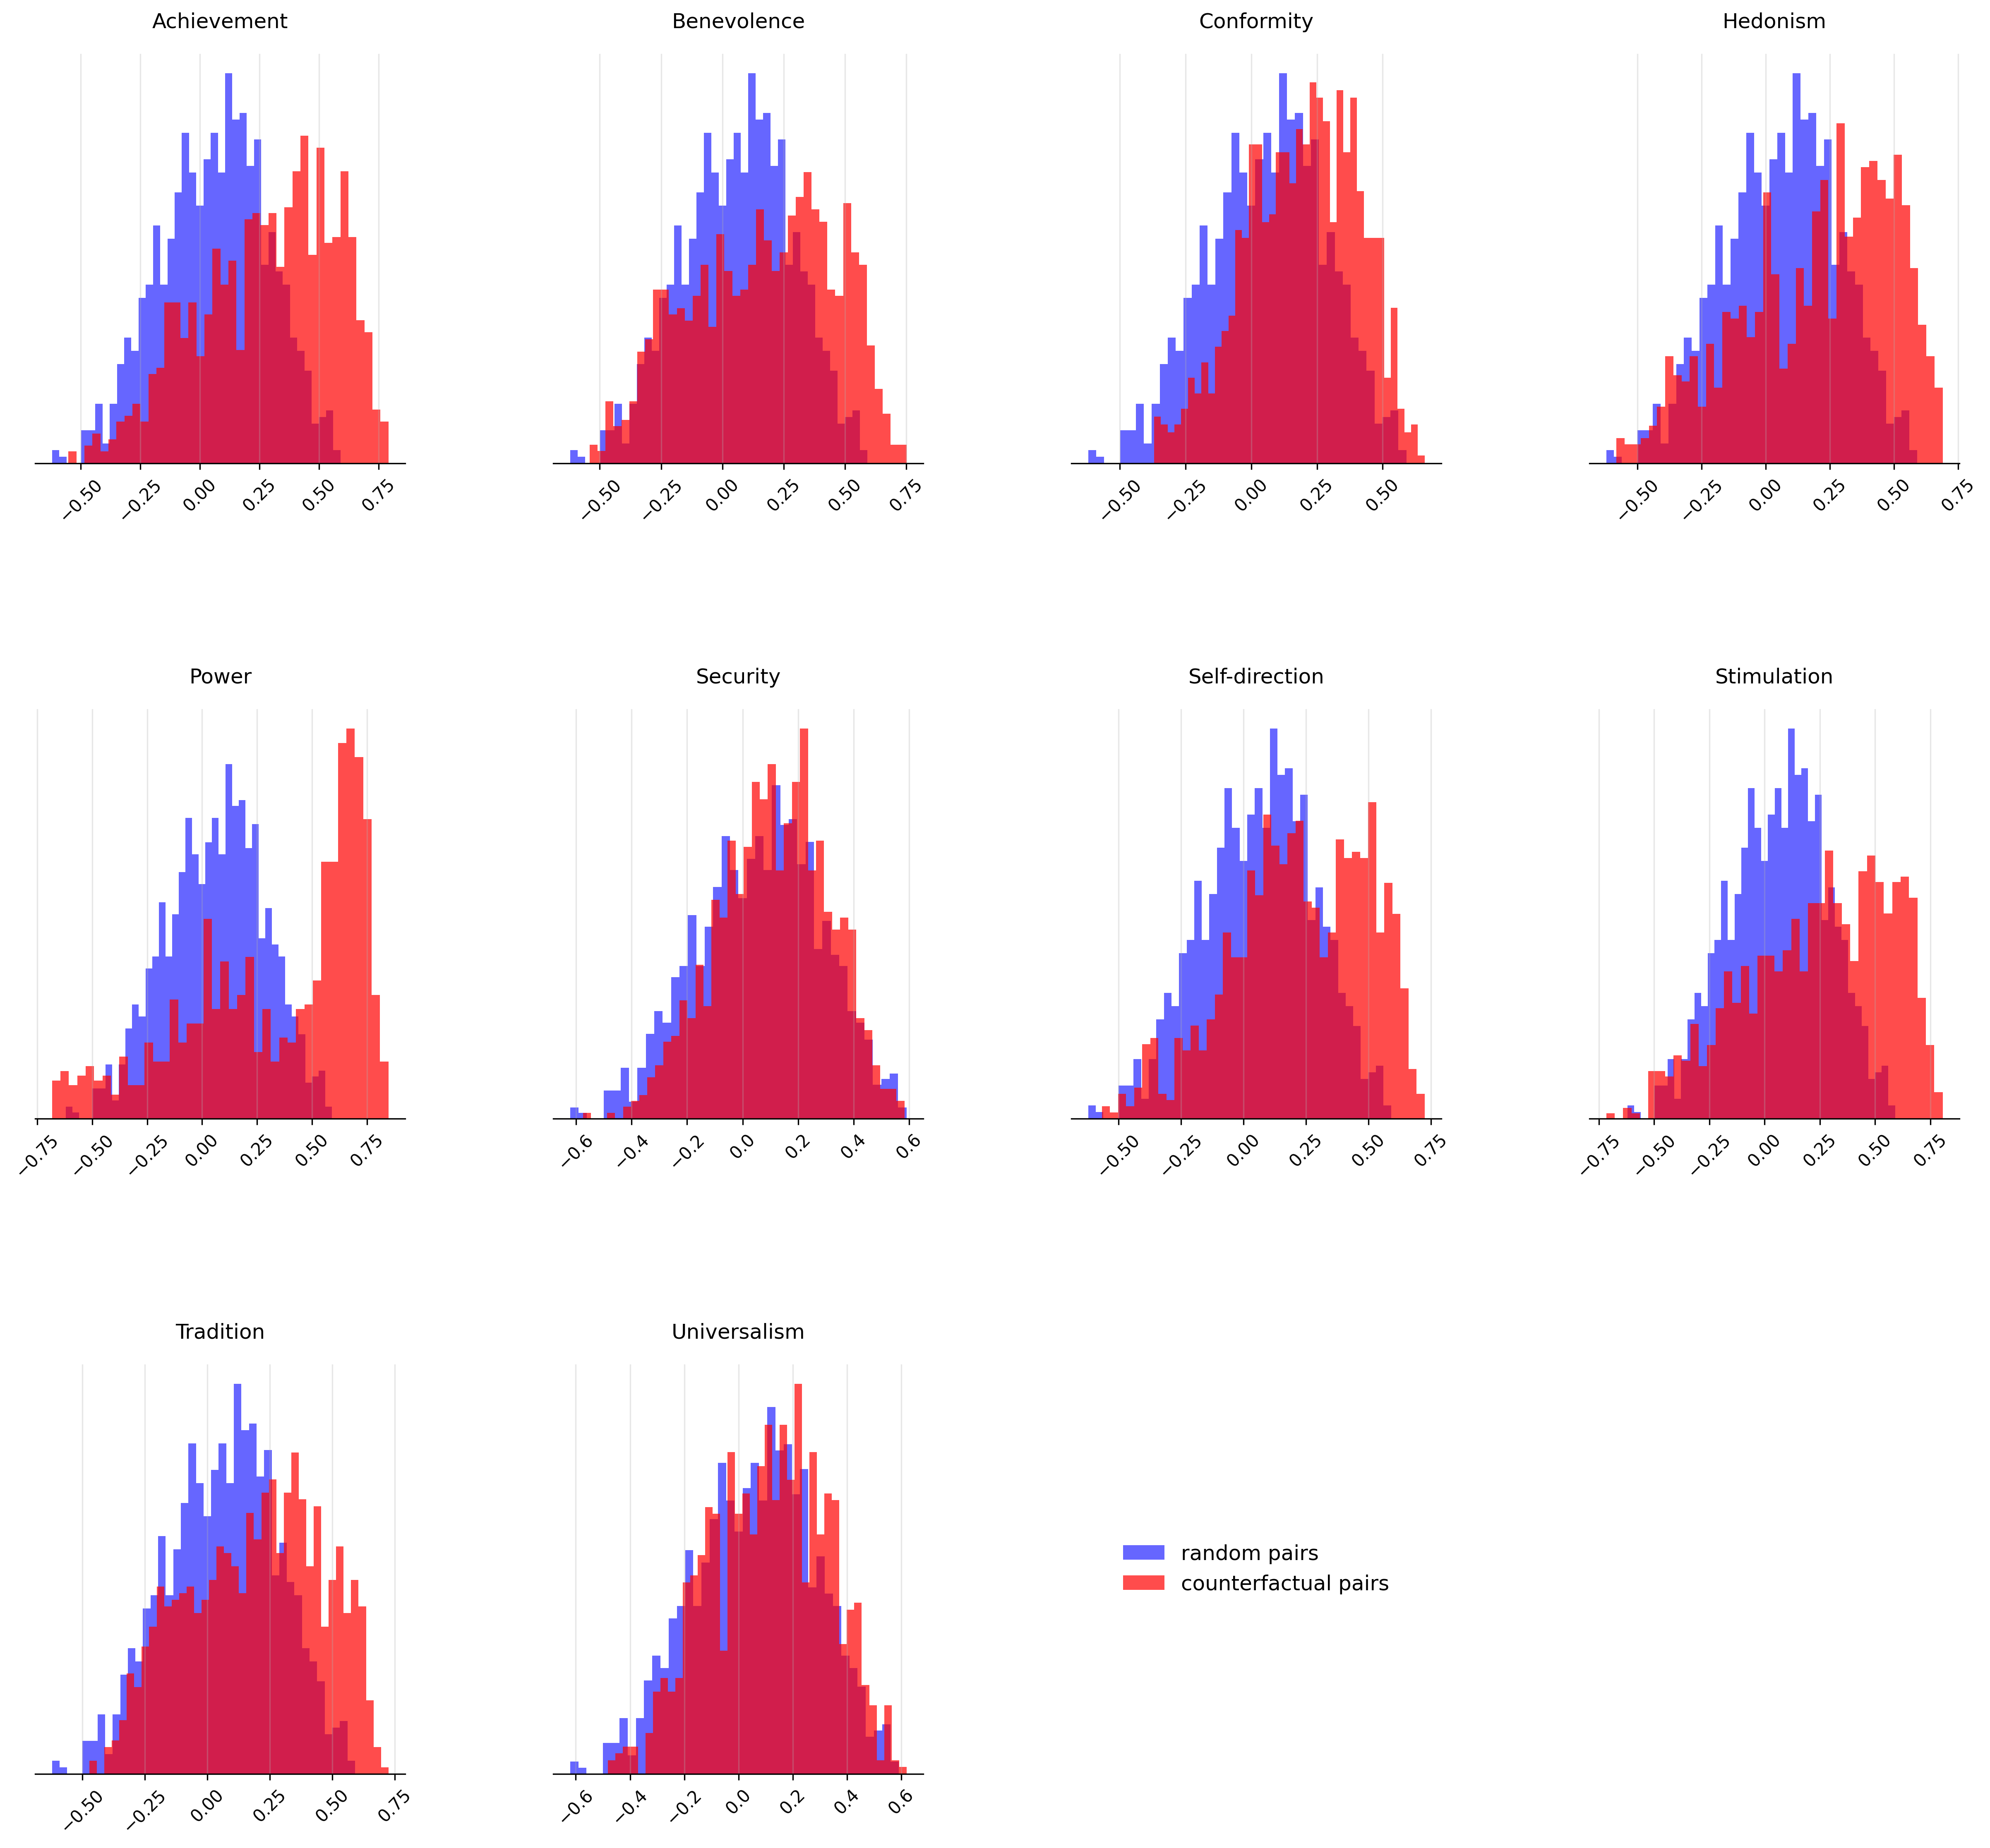 Achievement Benevolence Conformity Hedonism
−0.50 −0.25 0.00 0.25 0.50 0.75 −0.50 −0.25 0.00 0.25 0.50 0.75 −0.50 −0.25 0.00 0.25 0.50 −0.50 −0.25 0.00 0.25 0.50 0.75
Power Security Self-direction Stimulation
−0.75 −0.50 −0.25 0.00 0.25 0.50 0.75 −0.6 −0.4 −0.2 0.0 0.2 0.4 0.6 −0.50 −0.25 0.00 0.25 0.50 0.75 −0.75 −0.50 −0.25 0.00 0.25 0.50 0.75
Tradition Universalism
random pairs
counterfactual pairs
−0.50 −0.25 0.00 0.25 0.50 0.75 −0.6 −0.4 −0.2 0.0 0.2 0.4 0.6